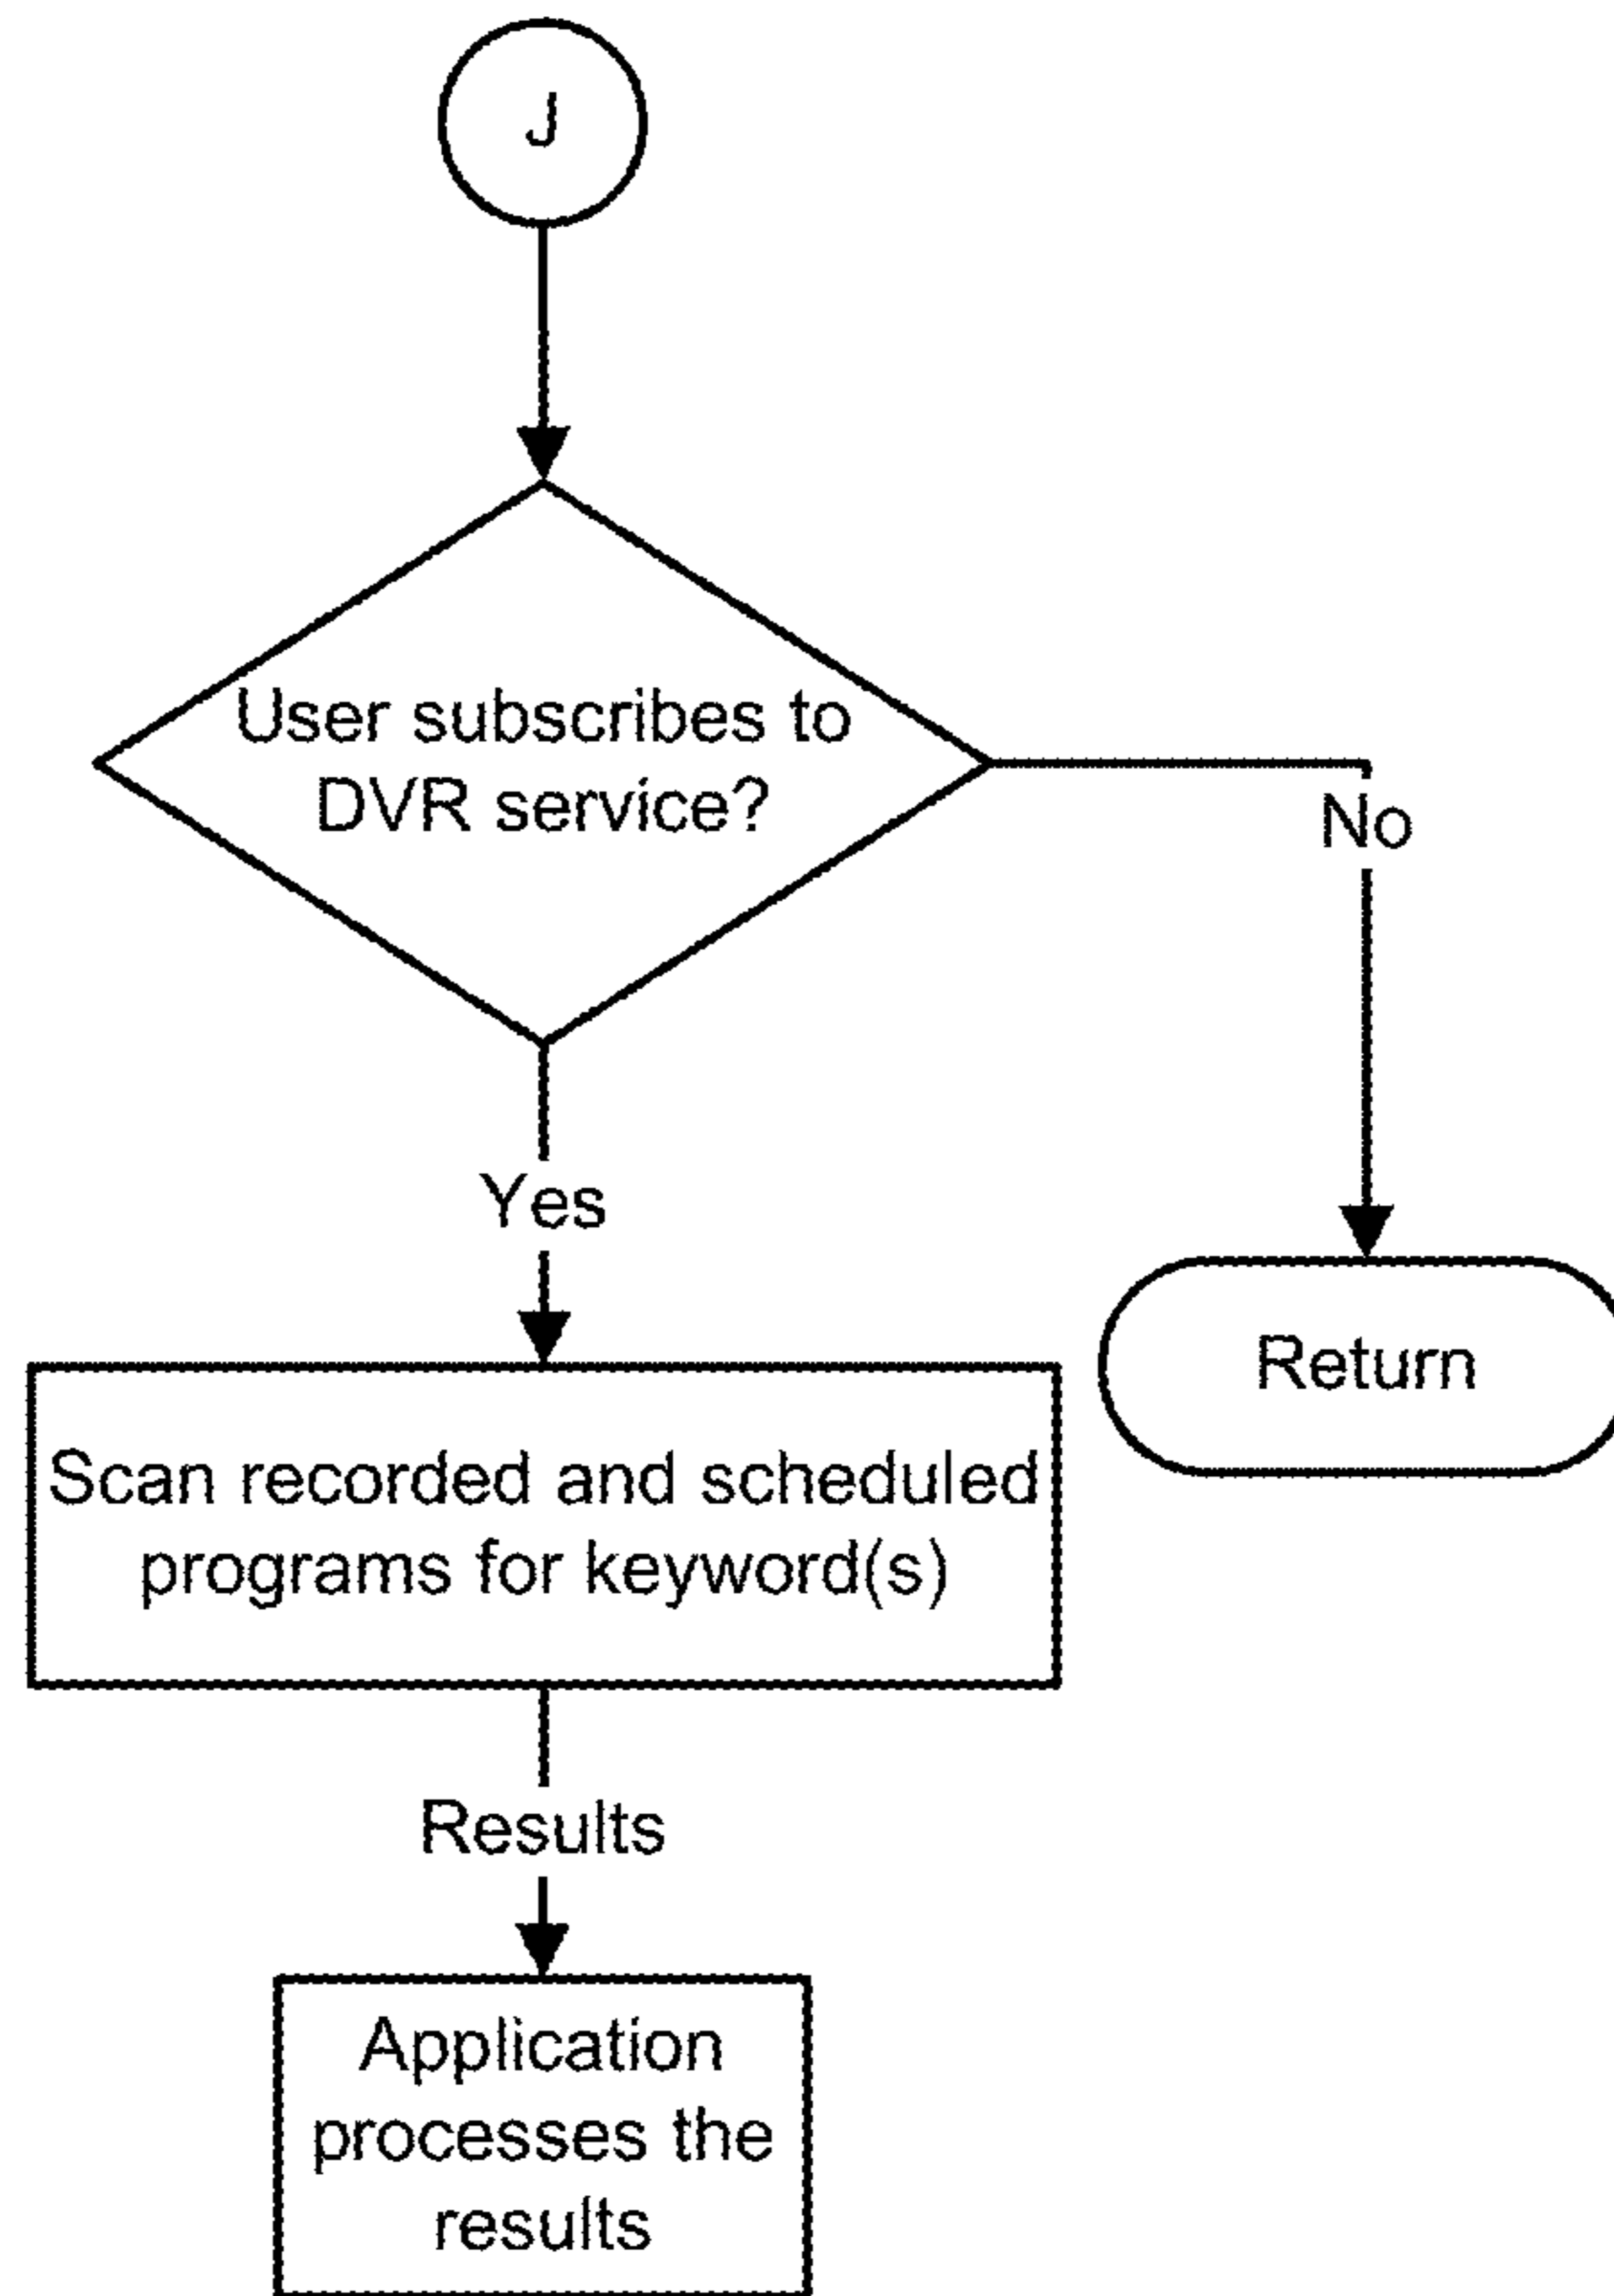 J
User subscribes to
DVR service?
No
Yes
Return
Scan recorded and scheduled
programs for keyword(s)
Results
Application
processes the
results